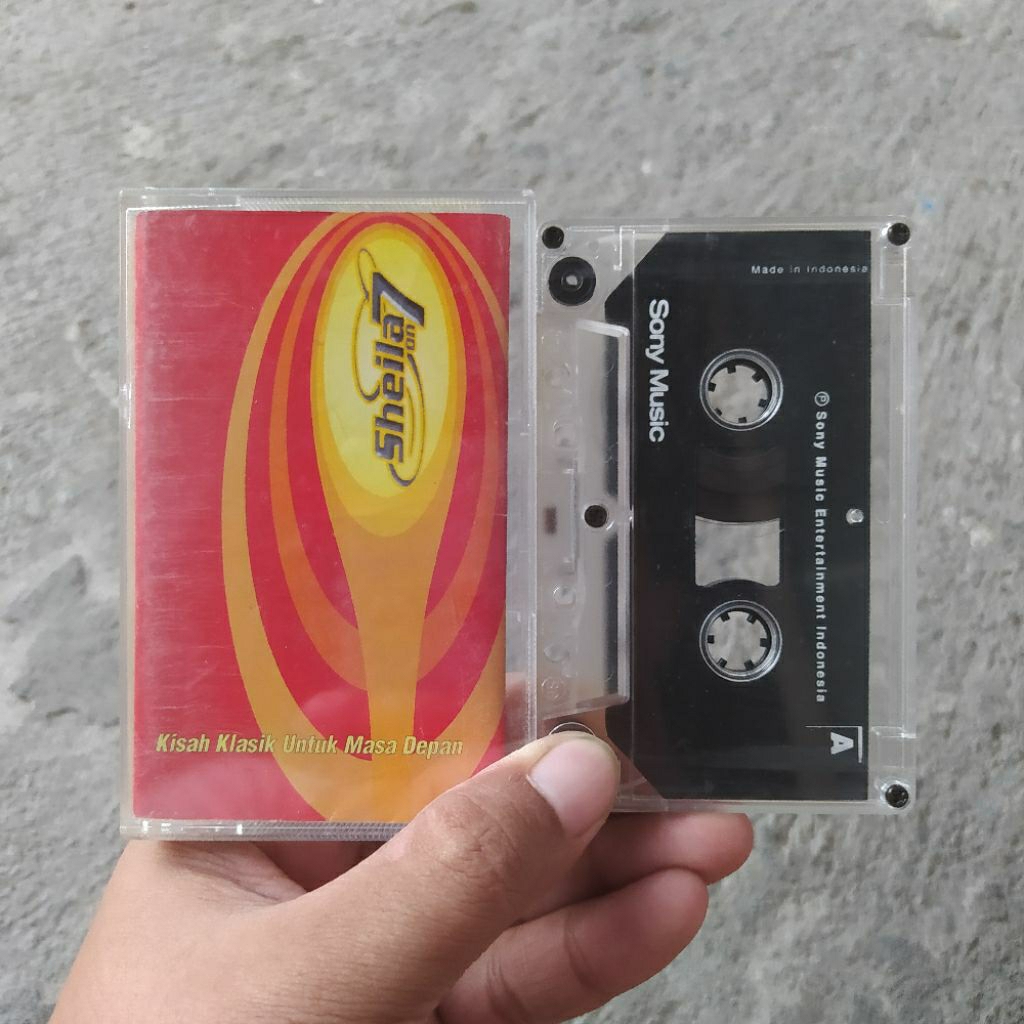 Sheila on 7
Kisah Klasik Untuk Masa Depan
Made in Indonesia
Sony Music
℗ Sony Music Entertainment Indonesia
A